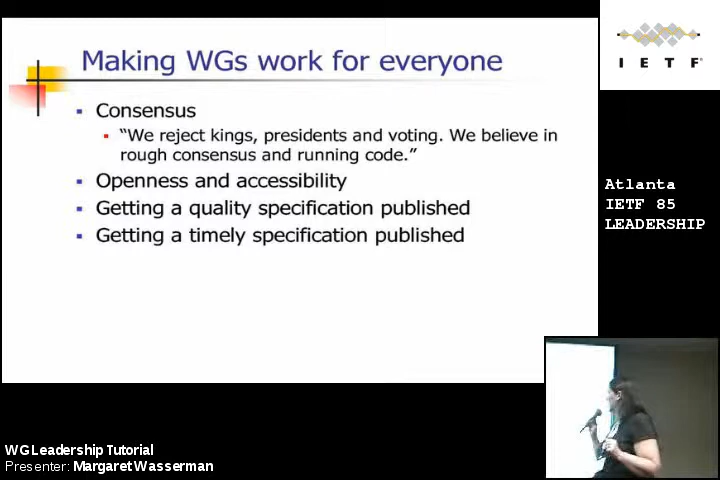 Making WGs work for everyone
Consensus
"We reject kings, presidents and voting. We believe in
rough consensus and running code."
Openness and accessibility
Getting a quality specification published
Getting a timely specification published
I E T F®
Atlanta
IETF 85
LEADERSHIP
WG Leadership Tutorial
Presenter: Margaret Wasserman